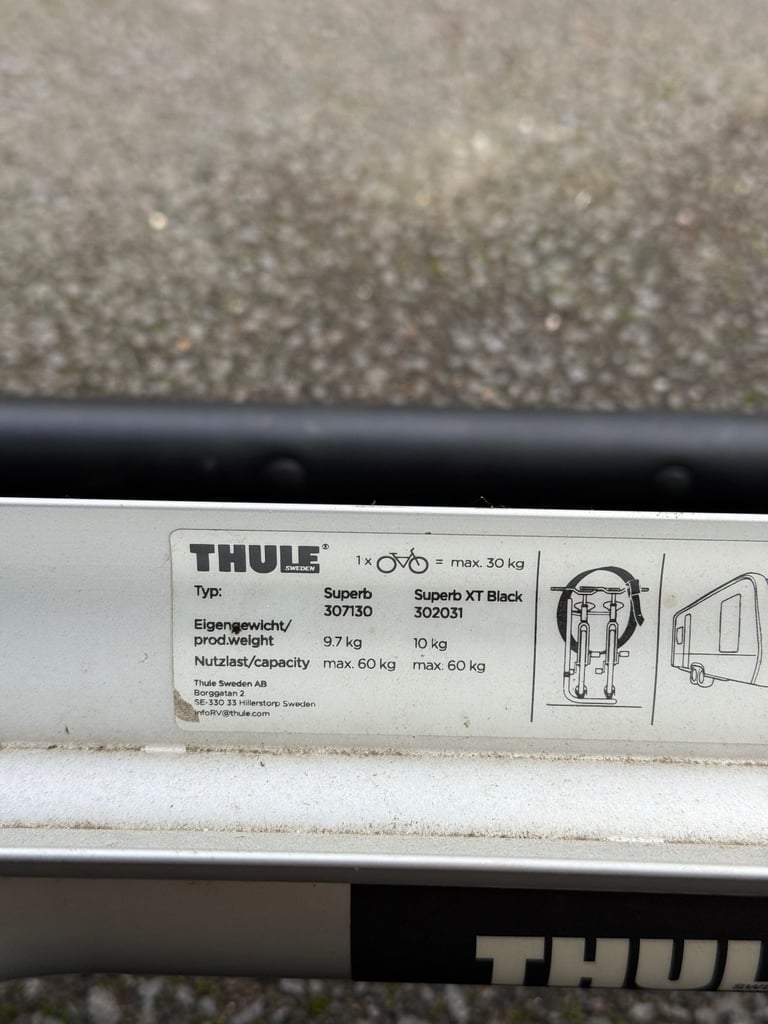 THULE®
SWEDEN
1 x = max. 30 kg
Typ: Superb Superb XT Black
307130 302031
Eigengewicht/
prod.weight 9.7 kg 10 kg
Nutzlast/capacity max. 60 kg max. 60 kg
Thule Sweden AB
Borggatan 2
SE-330 33 Hillerstorp Sweden
infoRV@thule.com
THUL